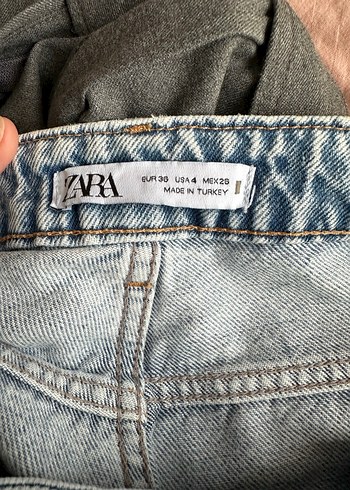 ZARA
EUR 36 USA 4 MEX 26
MADE IN TURKEY